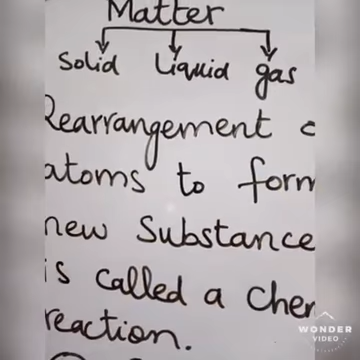 Matter
Solid Liquid gas
Rearrangement
atoms to form
new Substance
is called a
reaction.
WONDER
VIDEO